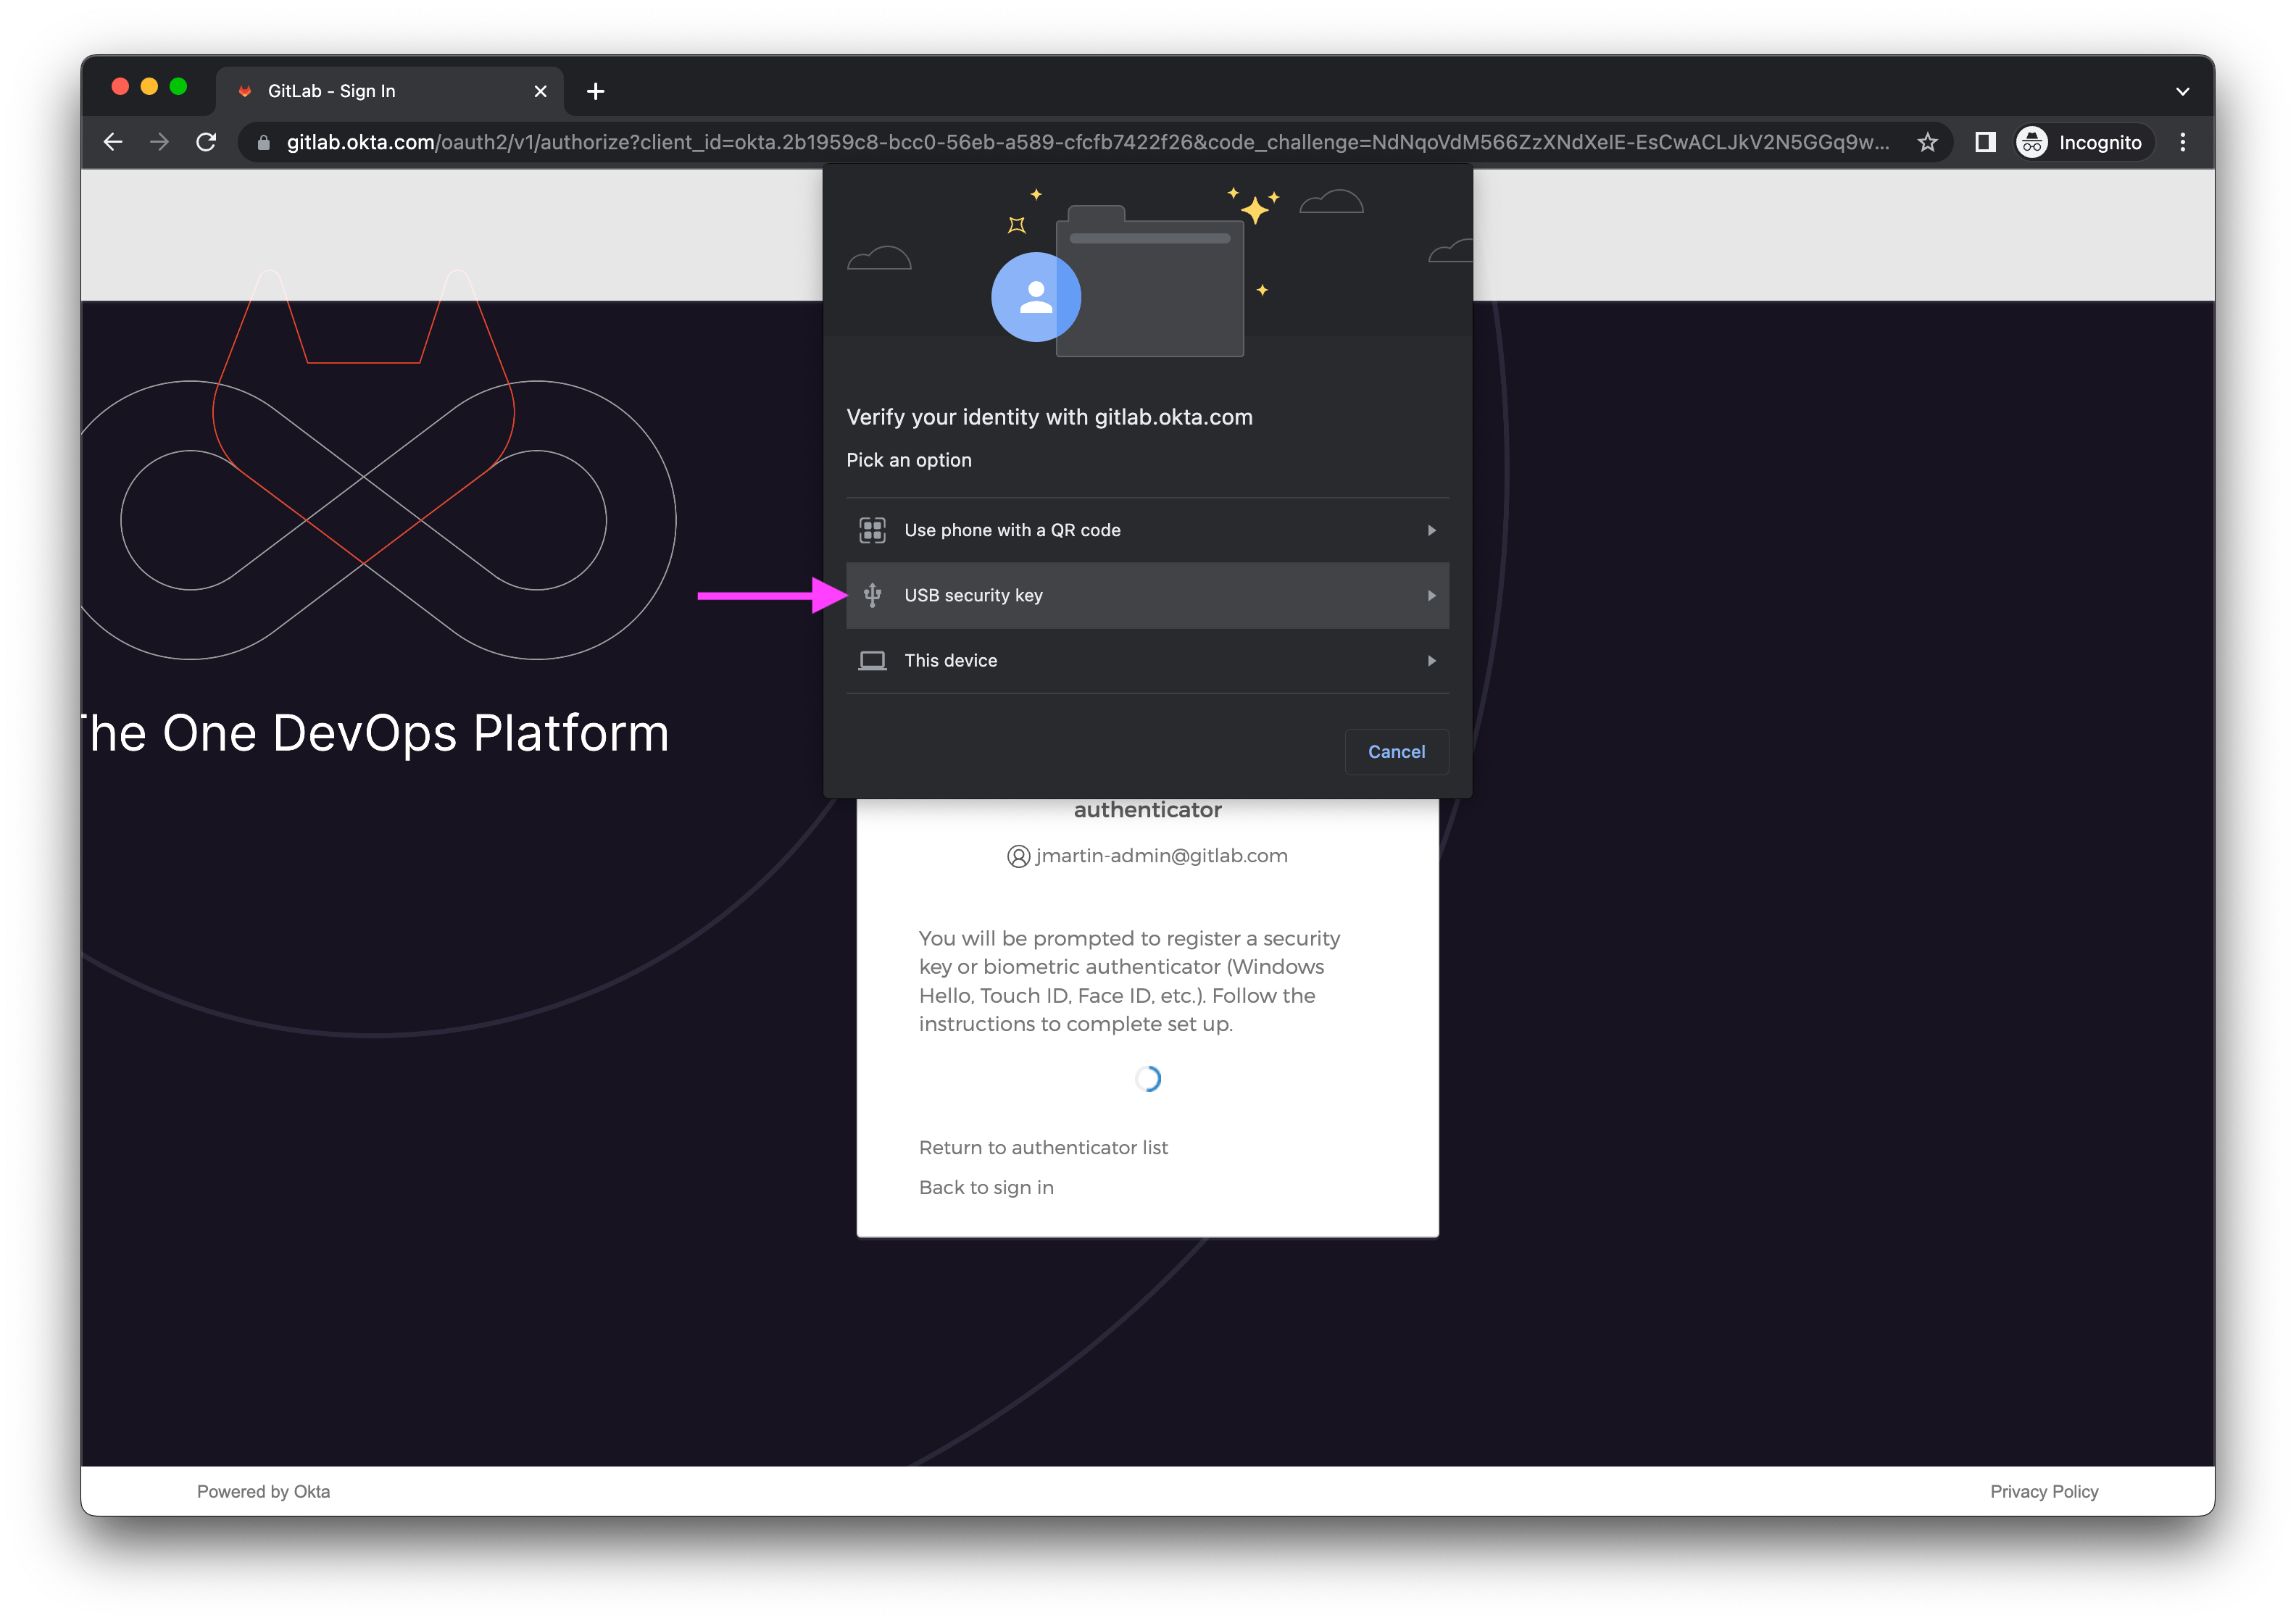 GitLab - Sign In
gitlab.okta.com/oauth2/v1/authorize?client_id=okta.2b1959c8-bcc0-56eb-a589-cfcfb7422f26&code_challenge=NdNqoVdM566ZzXNdXeIE-EsCwACLJkV2N5GGq9w...
Incognito
Verify your identity with gitlab.okta.com
Pick an option
Use phone with a QR code
USB security key
This device
Cancel
The One DevOps Platform
authenticator
jmartin-admin@gitlab.com
You will be prompted to register a security
key or biometric authenticator (Windows
Hello, Touch ID, Face ID, etc.). Follow the
instructions to complete set up.
Return to authenticator list
Back to sign in
Powered by Okta
Privacy Policy